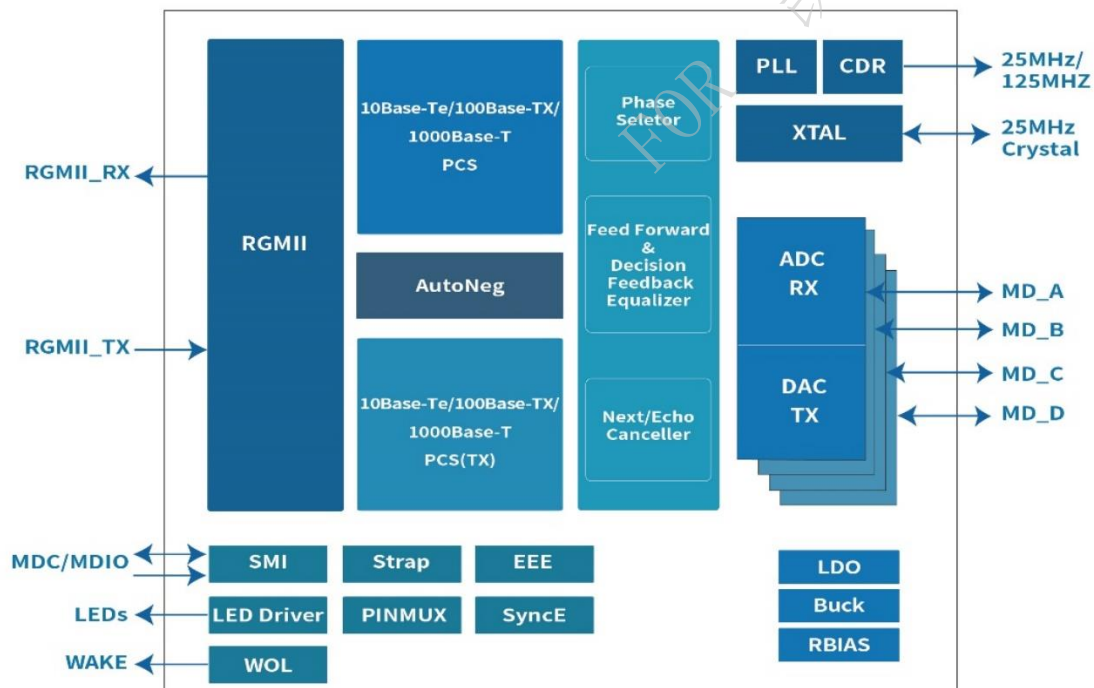 PLL
CDR
25MHz/
125MHZ
10Base-Te/100Base-TX/
1000Base-T
PCS
Phase
Seletor
XTAL
25MHz
Crystal
FOR
RGMII_RX
RGMII
Feed Forward
&
Decision
Feedback
Equalizer
ADC
RX
AutoNeg
MD_A
MD_B
RGMII_TX
MD_C
DAC
TX
MD_D
10Base-Te/100Base-TX/
1000Base-T
PCS(TX)
Next/Echo
Canceller
MDC/MDIO
SMI
Strap
EEE
LDO
LEDs
LED Driver
PINMUX
SyncE
Buck
WAKE
WOL
RBIAS